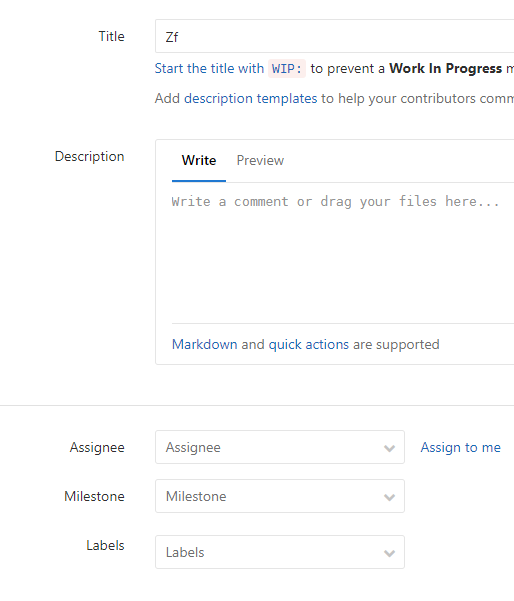 Title Zf
Start the title with WIP: to prevent a Work In Progress m
Add description templates to help your contributors comm
Description Write Preview
Write a comment or drag your files here...
Markdown and quick actions are supported
Assignee Assignee Assign to me
Milestone Milestone
Labels Labels